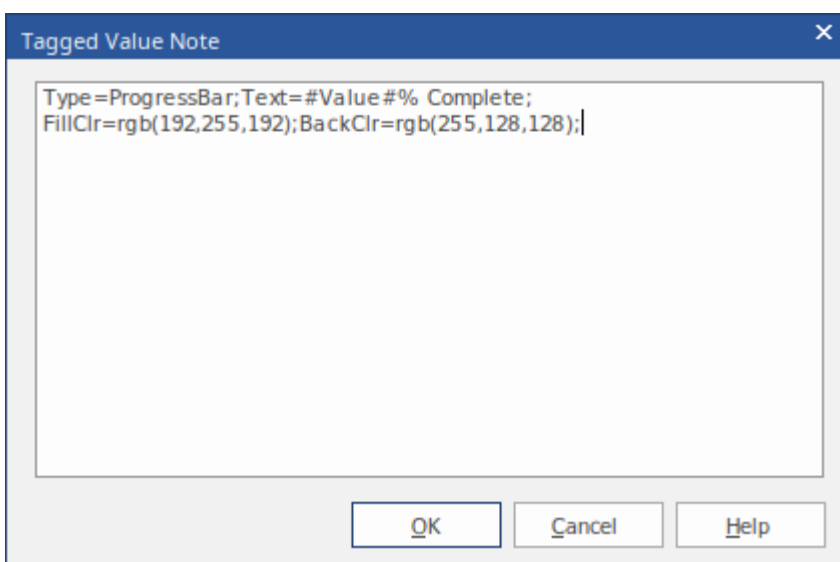 Tagged Value Note
Type=ProgressBar;Text=#Value#% Complete;
FillClr=rgb(192,255,192);BackClr=rgb(255,128,128);
OK Cancel Help